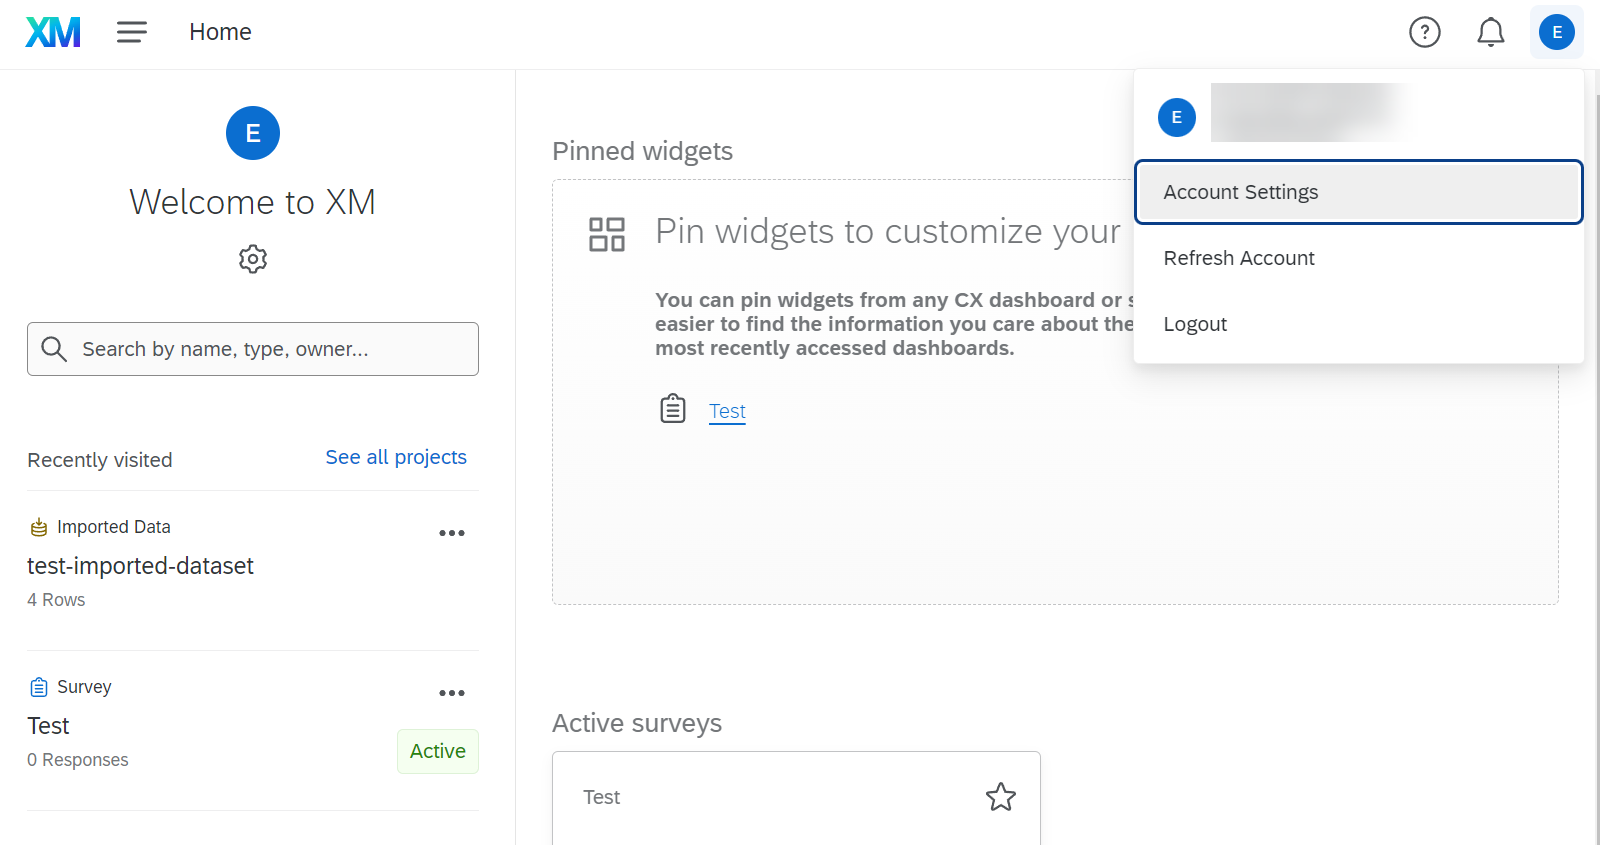 XM
Home
?
E
E
Account Settings
Refresh Account
Logout
E
Welcome to XM
Search by name, type, owner...
Recently visited
See all projects
Imported Data
test-imported-dataset
4 Rows
Survey
Test
0 Responses
Active
Pinned widgets
Pin widgets to customize your
You can pin widgets from any CX dashboard or
easier to find the information you care about the
most recently accessed dashboards.
Test
Active surveys
Test